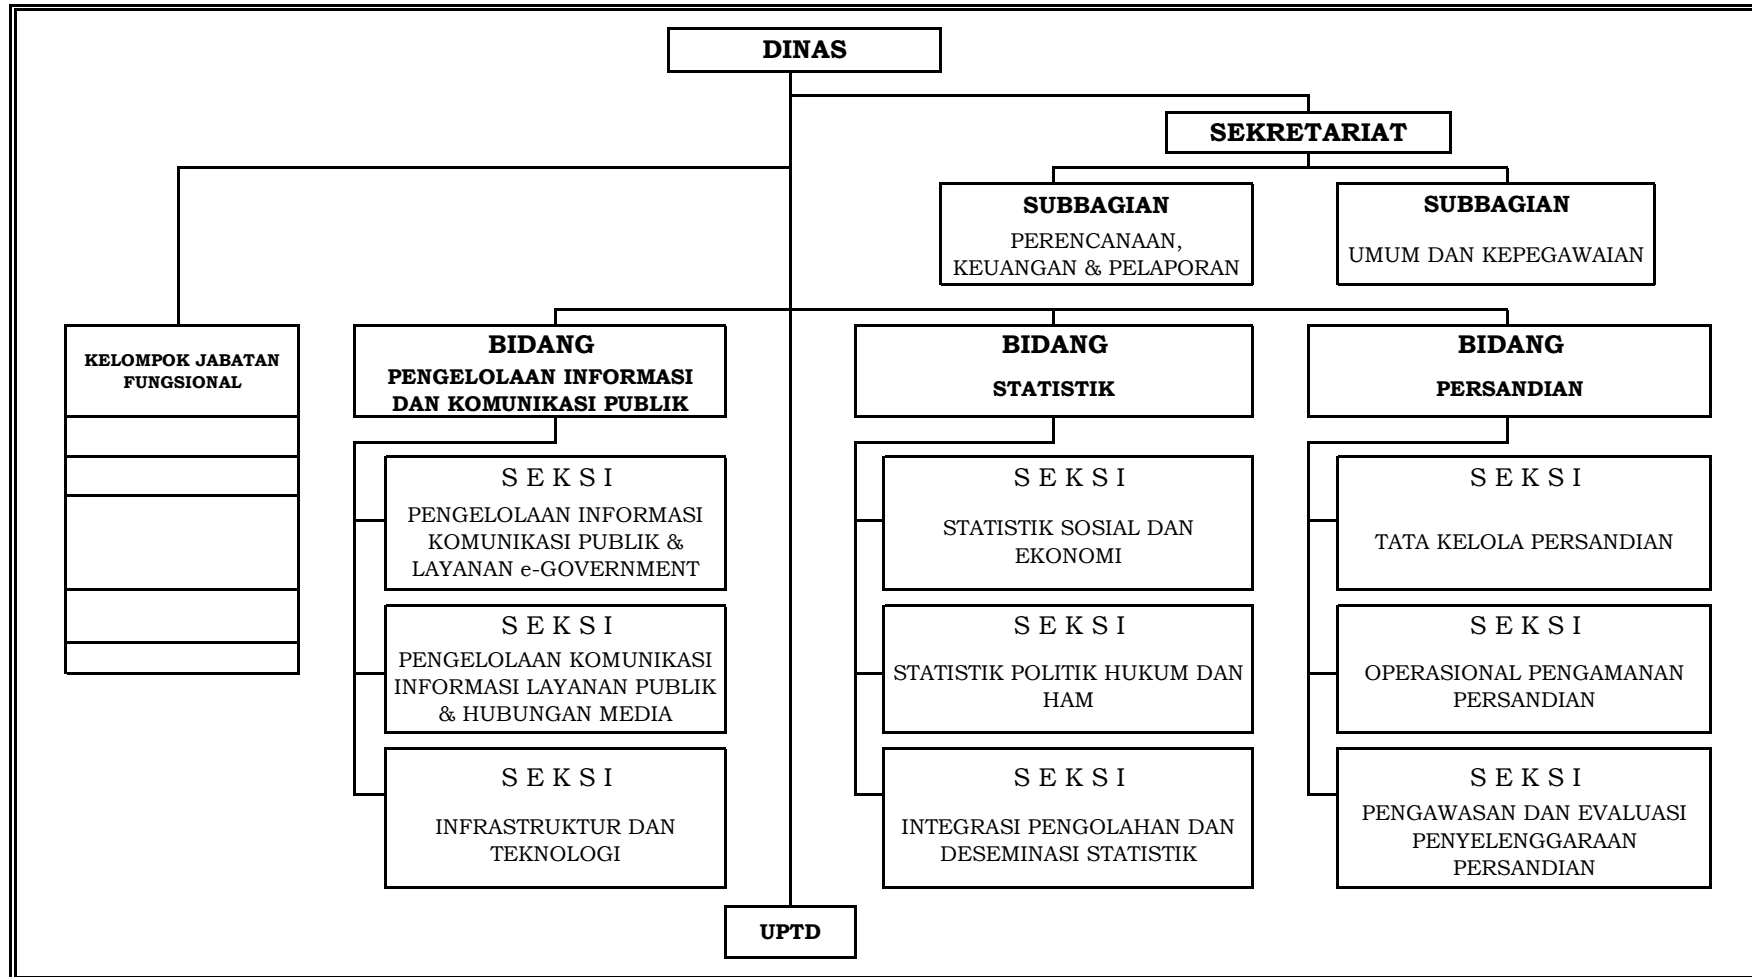 DINAS
SEKRETARIAT
SUBBAGIAN
PERENCANAAN,
KEUANGAN & PELAPORAN
SUBBAGIAN
UMUM DAN KEPEGAWAIAN
KELOMPOK JABATAN
FUNGSIONAL
BIDANG
PENGELOLAAN INFORMASI
DAN KOMUNIKASI PUBLIK
BIDANG
STATISTIK
BIDANG
PERSANDIAN
S E K S I
PENGELOLAAN INFORMASI
KOMUNIKASI PUBLIK &
LAYANAN e-GOVERNMENT
S E K S I
STATISTIK SOSIAL DAN
EKONOMI
S E K S I
TATA KELOLA PERSANDIAN
S E K S I
PENGELOLAAN KOMUNIKASI
INFORMASI LAYANAN PUBLIK
& HUBUNGAN MEDIA
S E K S I
STATISTIK POLITIK HUKUM DAN
HAM
S E K S I
OPERASIONAL PENGAMANAN
PERSANDIAN
S E K S I
INFRASTRUKTUR DAN
TEKNOLOGI
S E K S I
INTEGRASI PENGOLAHAN DAN
DESEMINASI STATISTIK
S E K S I
PENGAWASAN DAN EVALUASI
PENYELENGGARAAN
PERSANDIAN
UPTD